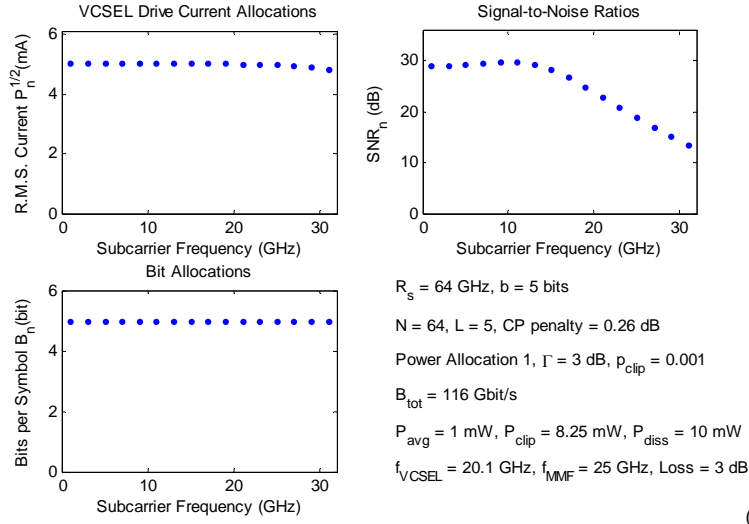 VCSEL Drive Current Allocations
R.M.S. Current P_n^{1/2}(mA)
6
4
2
0
0 10 20 30
Subcarrier Frequency (GHz)
Signal-to-Noise Ratios
SNR_n (dB)
30
20
10
0
0 10 20 30
Subcarrier Frequency (GHz)
Bit Allocations
Bits per Symbol B_n(bit)
6
4
2
0
0 10 20 30
Subcarrier Frequency (GHz)
R_s = 64 GHz, b = 5 bits
N = 64, L = 5, CP penalty = 0.26 dB
Power Allocation 1, Γ = 3 dB, p_clip = 0.001
B_tot = 116 Gbit/s
P_avg = 1 mW, P_clip = 8.25 mW, P_diss = 10 mW
f_VCSEL = 20.1 GHz, f_MMF = 25 GHz, Loss = 3 dB
(